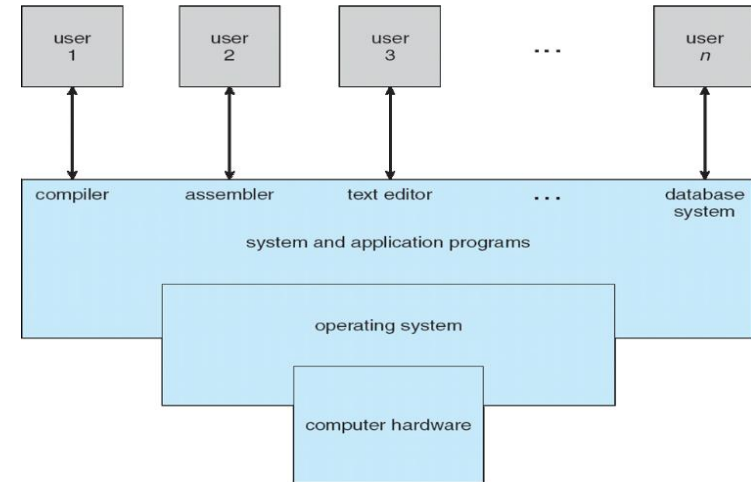 user
1
user
2
user
3
...
user
n
compiler
assembler
text editor
...
database
system
system and application programs
operating system
computer hardware